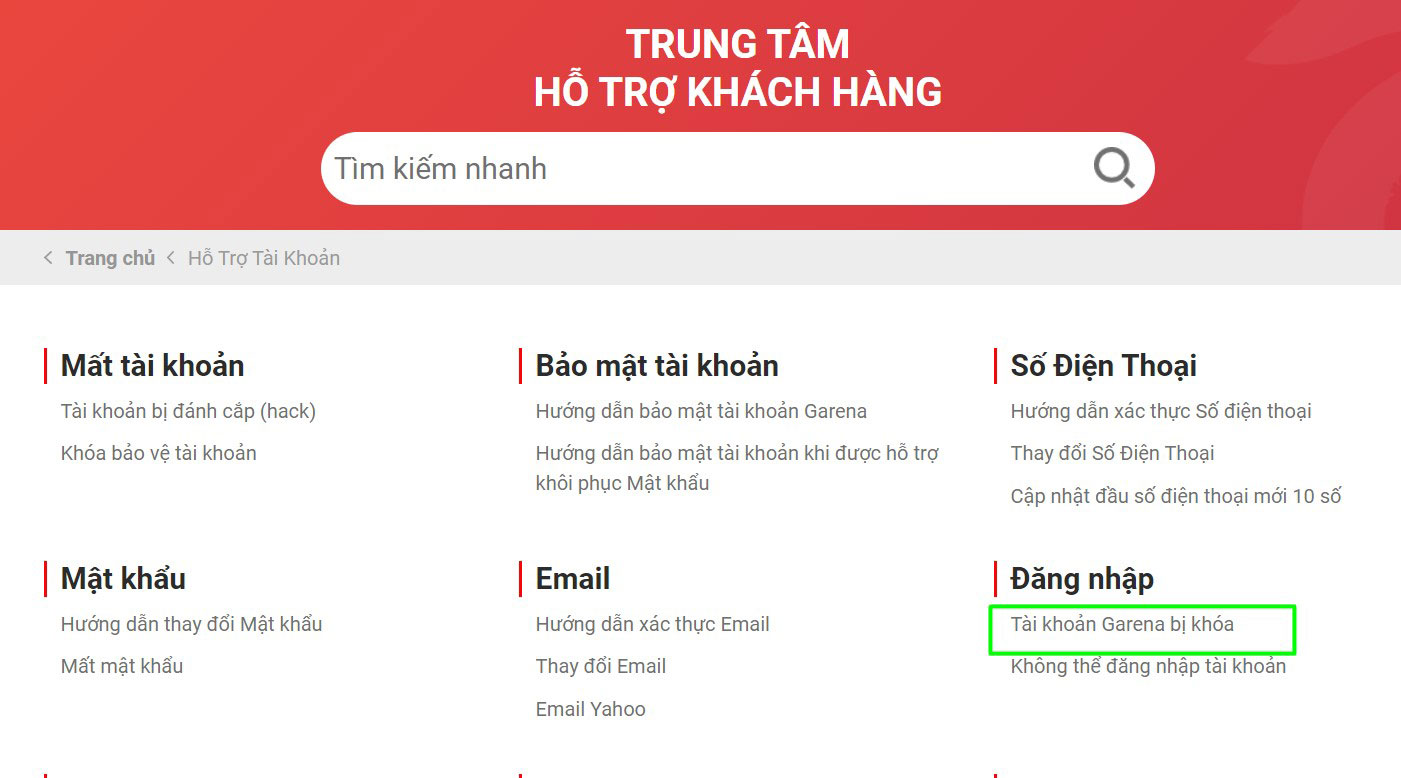 TRUNG TÂM
HỖ TRỢ KHÁCH HÀNG
Tìm kiếm nhanh
Trang chủ
Hỗ Trợ Tài Khoản
Mất tài khoản
Tài khoản bị đánh cắp (hack)
Khóa bảo vệ tài khoản
Bảo mật tài khoản
Hướng dẫn bảo mật tài khoản Garena
Hướng dẫn bảo mật tài khoản khi được hỗ trợ
khôi phục Mật khẩu
Số Điện Thoại
Hướng dẫn xác thực Số điện thoại
Thay đổi Số Điện Thoại
Cập nhật đầu số điện thoại mới 10 số
Mật khẩu
Hướng dẫn thay đổi Mật khẩu
Mất mật khẩu
Email
Hướng dẫn xác thực Email
Thay đổi Email
Email Yahoo
Đăng nhập
Tài khoản Garena bị khóa
Không thể đăng nhập tài khoản